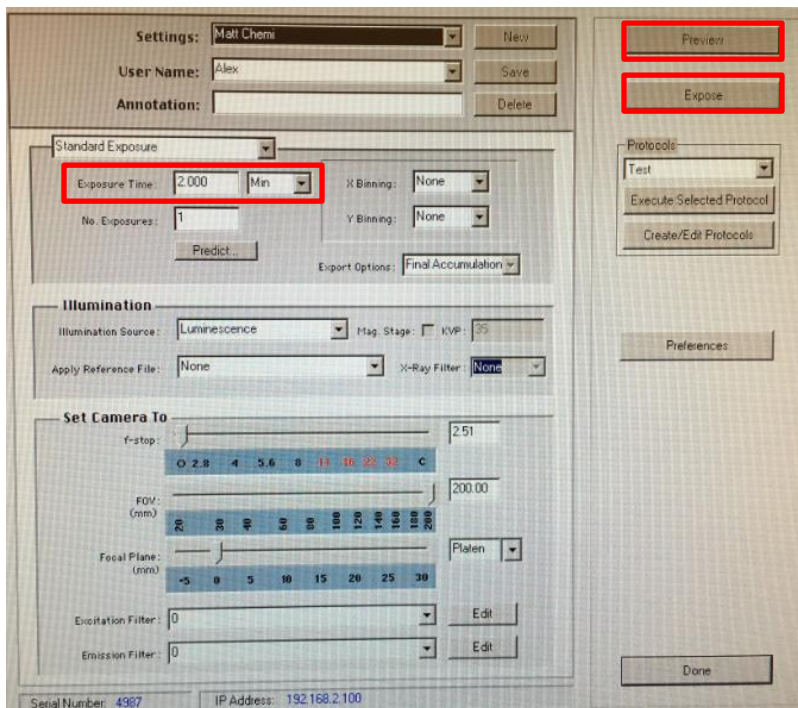 Settings: Matt Chemi New
User Name: Alex Save
Annotation: Delete
Standard Exposure
Exposure Time: 2.000 Min
X Binning: None
No. Exposures: 1
Y Binning: None
Predict...
Export Options: Final Accumulation
Illumination
Illumination Source: Luminescence Mag. Stage: KVP: 35
Apply Reference File: None X-Ray Filter: None
Set Camera To
f-stop: 2.51
O 2.8 4 5.6 8 11 16 22 32 C
FOV: 200.00
(mm)
20 30 40 60 80 100 120 140 160 180 200
Focal Plane: Platen
(mm)
-5 0 5 10 15 20 25 30
Excitation Filter: 0 Edit
Emission Filter: 0 Edit
Serial Number: 4987 IP Address: 192.168.2.100
Preview
Expose
Protocols
Test
Execute Selected Protocol
Create/Edit Protocols
Preferences
Done